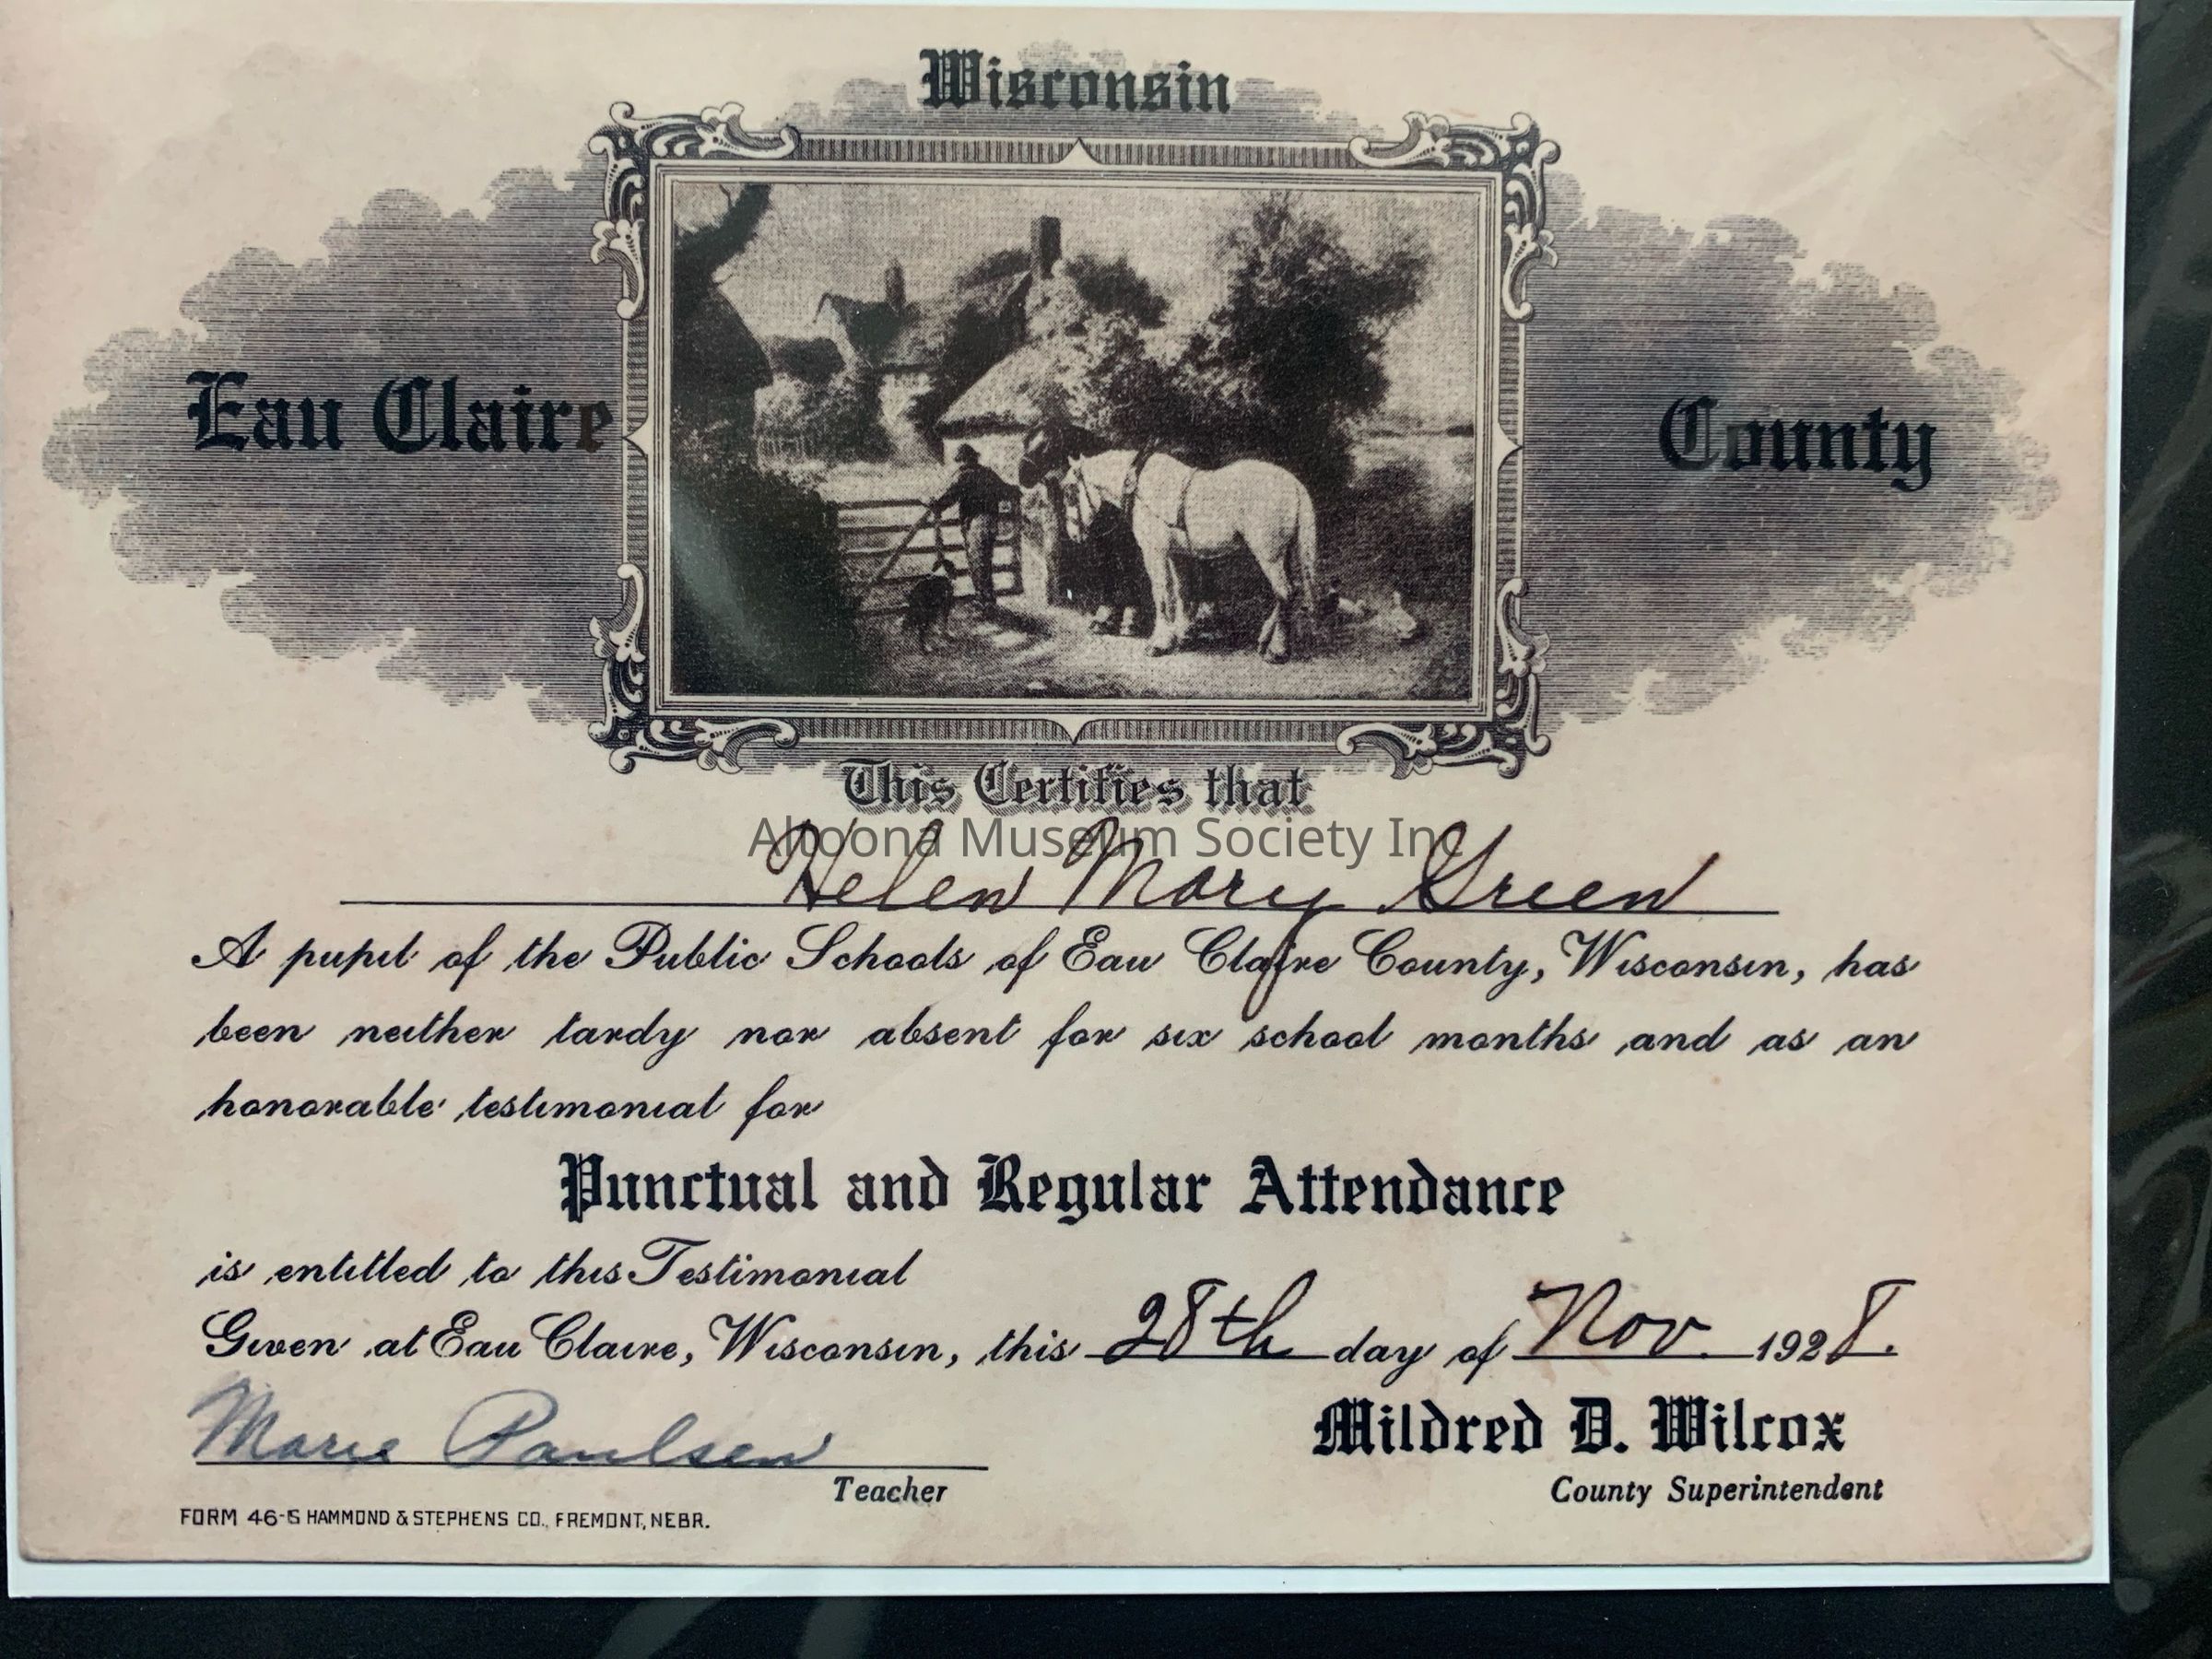 Wisconsin
Eau Claire County
This Certifies that
Altoona Museum Society Inc
Helen Mary Green
A pupil of the Public Schools of Eau Claire County, Wisconsin, has
been neither tardy nor absent for six school months and as an
honorable testimonial for
Punctual and Regular Attendance
is entitled to this Testimonial
Given at Eau Claire, Wisconsin, this 28th day of Nov. 1928.
Marie Paulsen
Mildred D. Wilcox
Teacher
County Superintendent
FORM 46-S HAMMOND & STEPHENS CO., FREMONT, NEBR.